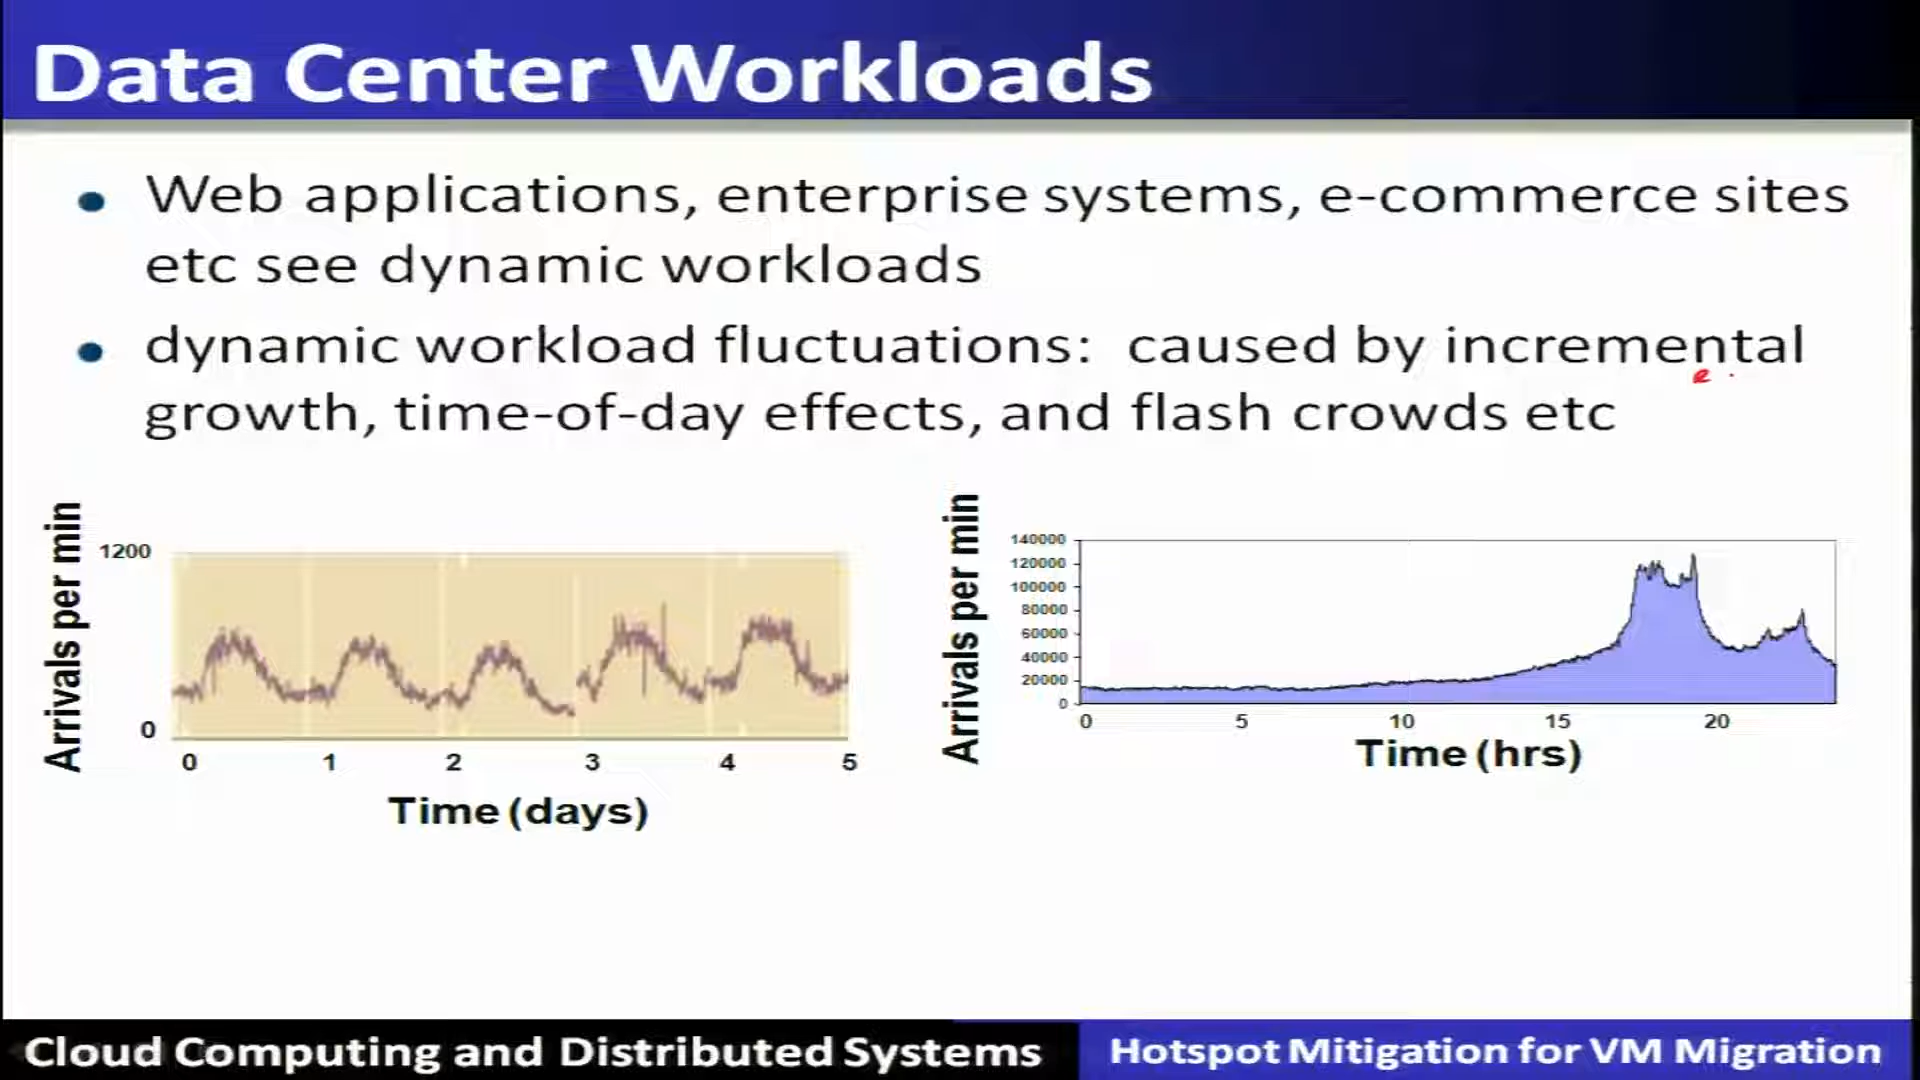 Data Center Workloads
Web applications, enterprise systems, e-commerce sites
etc see dynamic workloads
dynamic workload fluctuations: caused by incremental
growth, time-of-day effects, and flash crowds etc
Arrivals per min
1200
0
0 1 2 3 4 5
Time (days)
Arrivals per min
140000
120000
100000
80000
60000
40000
20000
0
0 5 10 15 20
Time (hrs)
Cloud Computing and Distributed Systems
Hotspot Mitigation for VM Migration